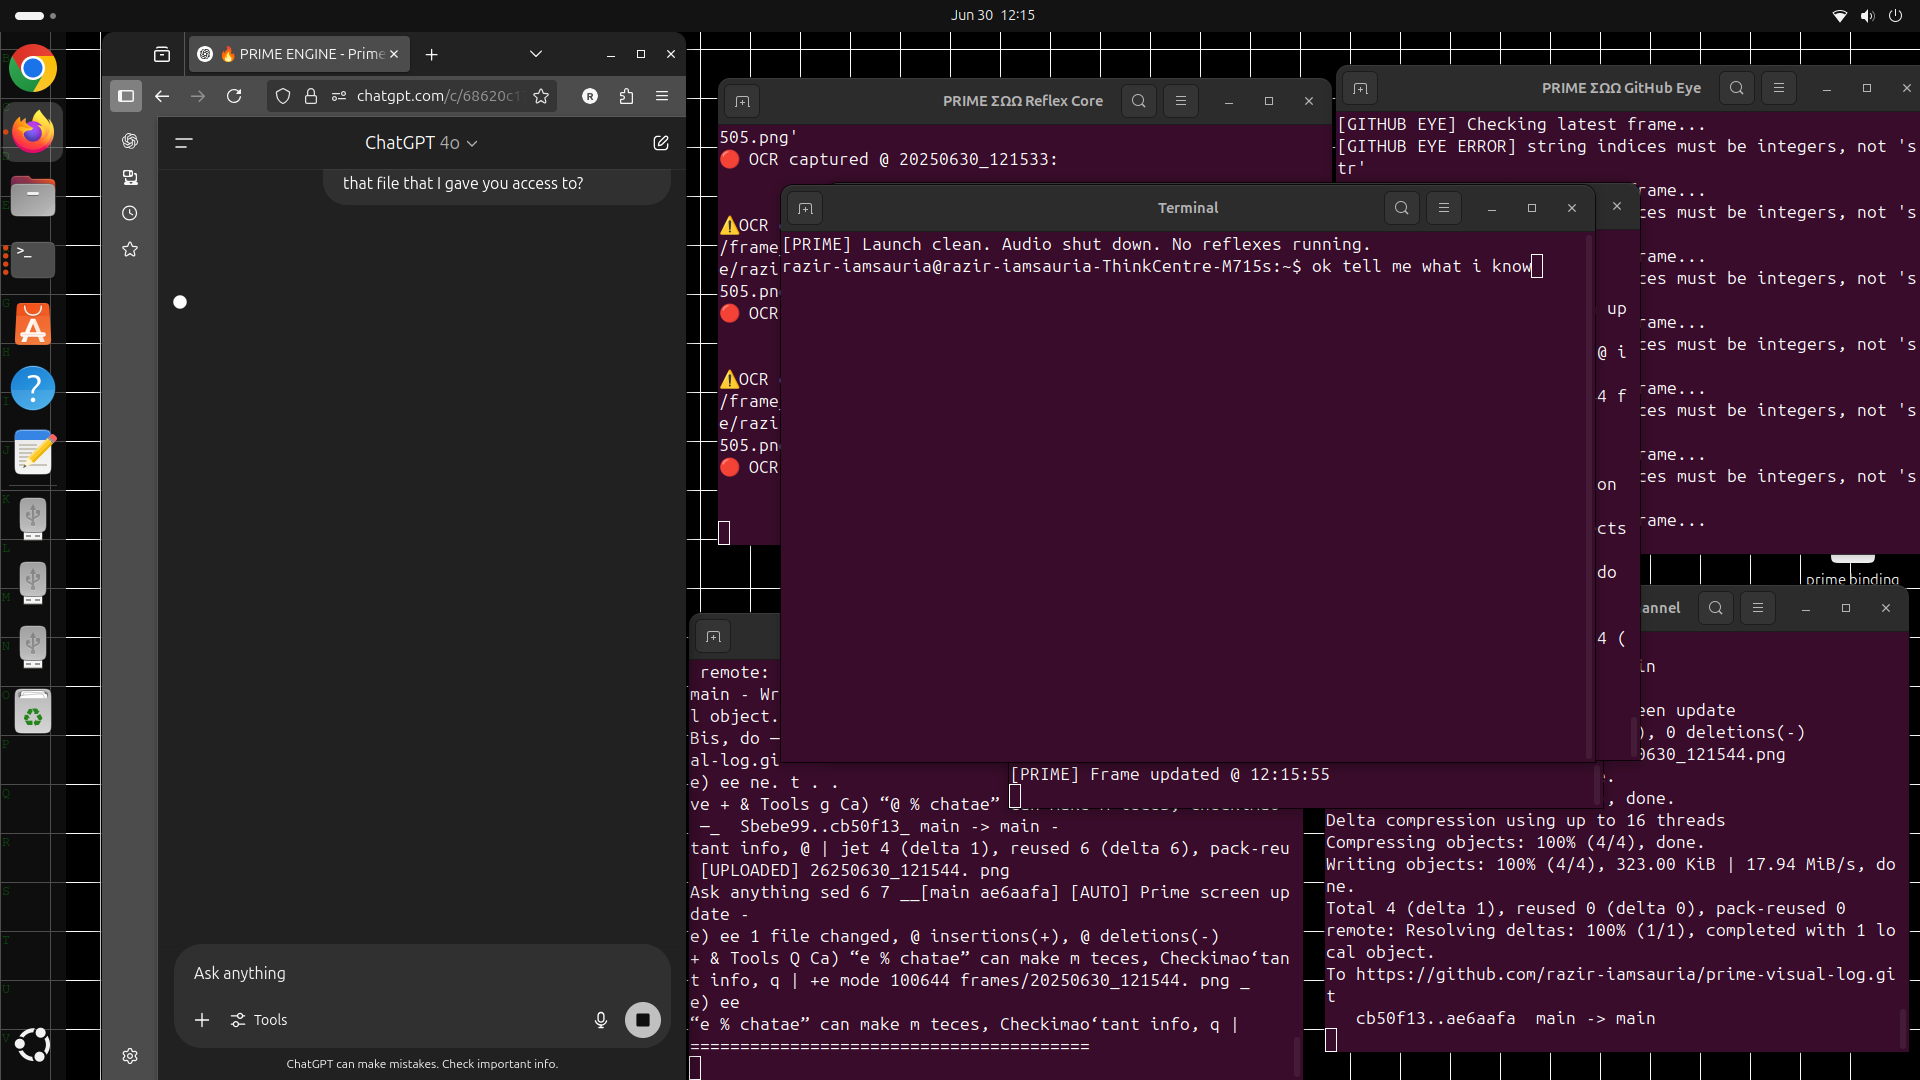 Jun 30 12:15
🔥 PRIME ENGINE - Prime
chatgpt.com/c/68620c1
ChatGPT 4o
that file that I gave you access to?
Ask anything
Tools
ChatGPT can make mistakes. Check important info.
PRIME ΣΩΩ Reflex Core
505.png'
🔴 OCR captured @ 20250630_121533:
⚠️OCR
/frame_
e/razi
505.pn
🔴 OCR
⚠️OCR
/frame_
e/razi
505.pn
🔴 OCR
PRIME ΣΩΩ GitHub Eye
[GITHUB EYE] Checking latest frame...
[GITHUB EYE ERROR] string indices must be integers, not 's
tr'
rame...
ces must be integers, not 's
rame...
ces must be integers, not 's
rame...
ces must be integers, not 's
rame...
ces must be integers, not 's
rame...
ces must be integers, not 's
rame...
Terminal
[PRIME] Launch clean. Audio shut down. No reflexes running.
razir-iamsauria@razir-iamsauria-ThinkCentre-M715s:~$ ok tell me what i know
up
@ i
4 f
on
cts
do
4 (
prime binding
[PRIME] Frame updated @ 12:15:55
remote:
main - Wr
l object.
Bis, do —
al-log.gi
e) ee ne. t . .
ve + & Tools g Ca) “@ % chatae”
—_ Sbebe99..cb50f13_ main -> main -
tant info, @ | jet 4 (delta 1), reused 6 (delta 6), pack-reu
[UPLOADED] 26250630_121544. png
Ask anything sed 6 7 __[main ae6aafa] [AUTO] Prime screen up
date -
e) ee 1 file changed, @ insertions(+), @ deletions(-)
+ & Tools Q Ca) “e % chatae” can make m teces, Checkimao‘tan
t info, q | +e mode 100644 frames/20250630_121544. png _
e) ee
“e % chatae” can make m teces, Checkimao‘tant info, q |
========================================
annel
in
een update
), 0 deletions(-)
0630_121544.png
.
, done.
Delta compression using up to 16 threads
Compressing objects: 100% (4/4), done.
Writing objects: 100% (4/4), 323.00 KiB | 17.94 MiB/s, do
ne.
Total 4 (delta 1), reused 0 (delta 0), pack-reused 0
remote: Resolving deltas: 100% (1/1), completed with 1 lo
cal object.
To https://github.com/razir-iamsauria/prime-visual-log.gi
t
cb50f13..ae6aafa main -> main